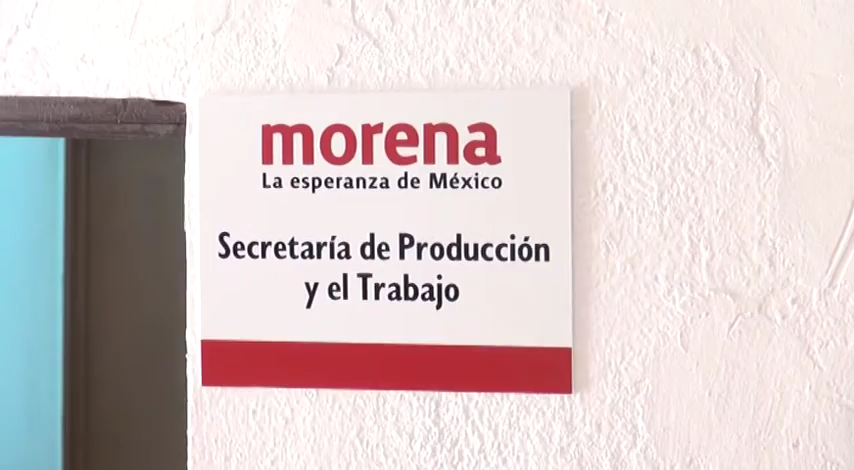 morena
La esperanza de México
Secretaría de Producción
y el Trabajo